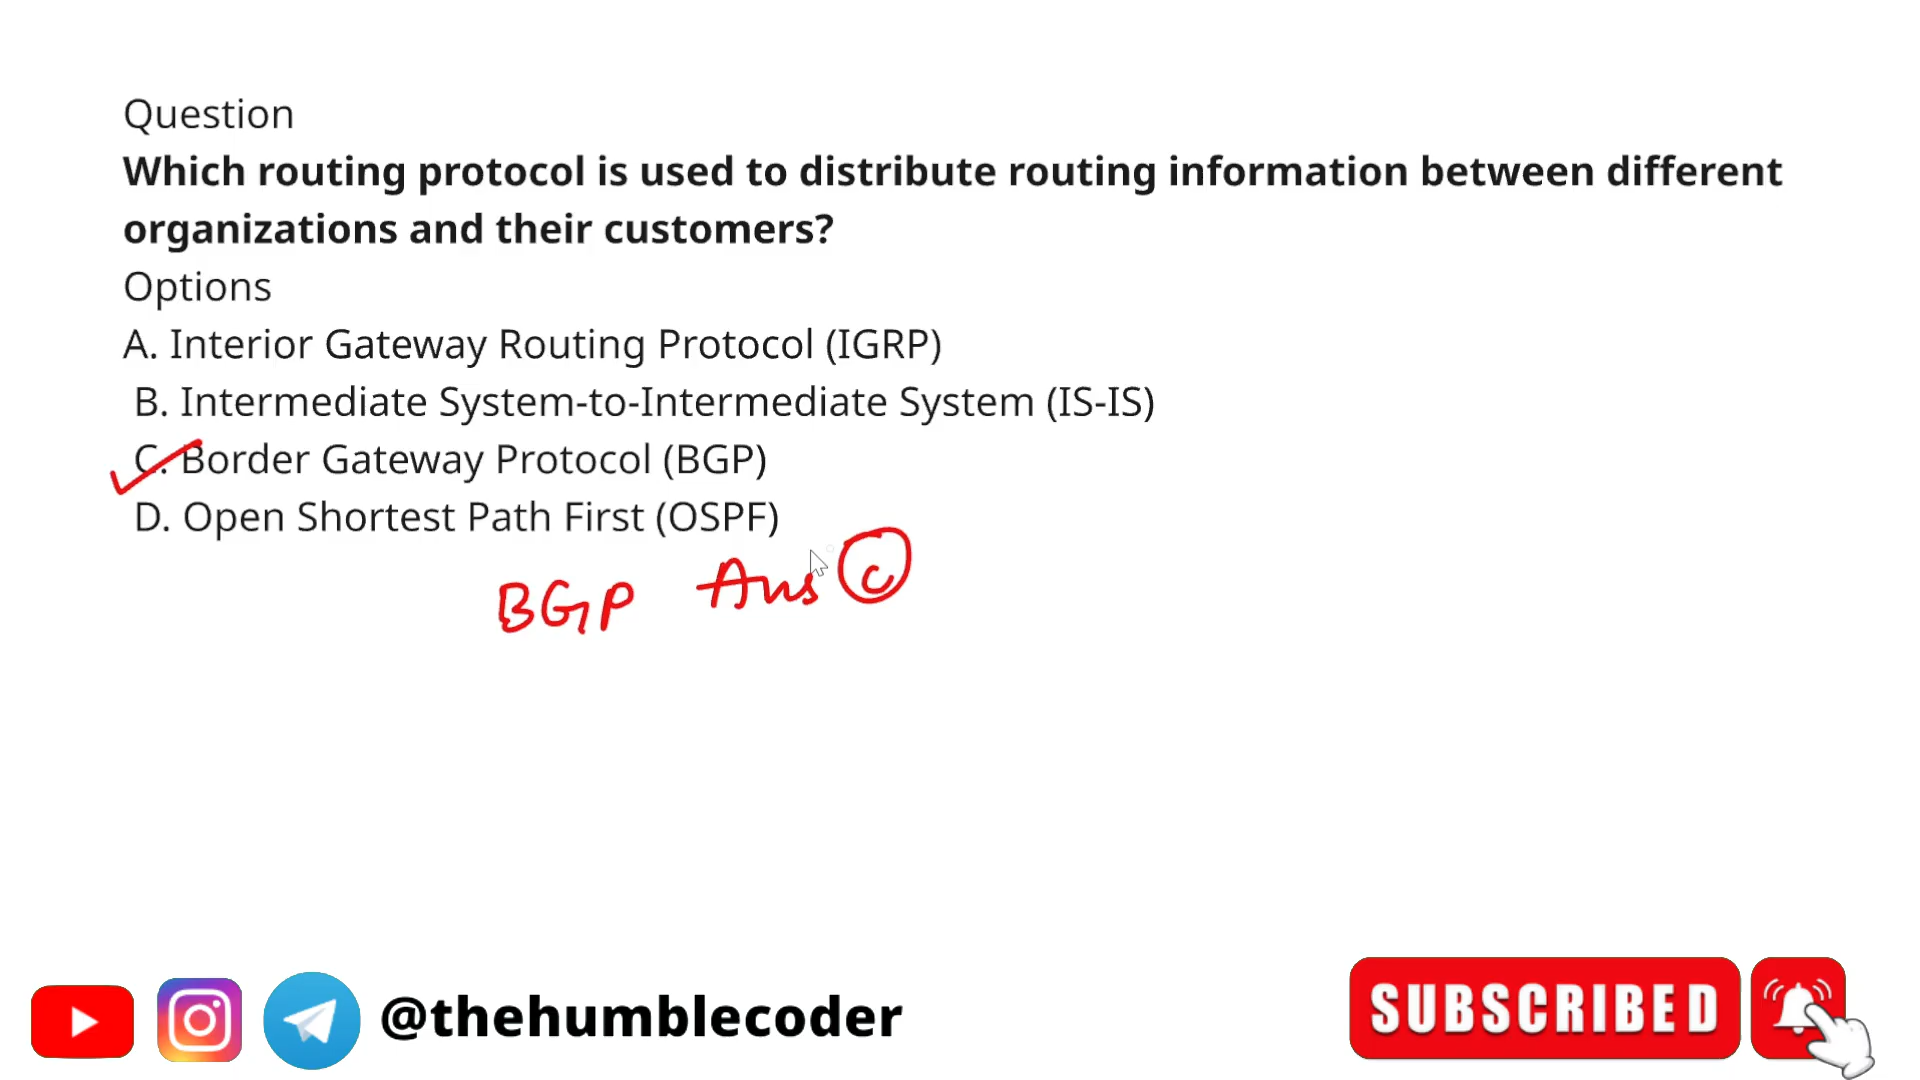 Question
Which routing protocol is used to distribute routing information between different
organizations and their customers?
Options
A. Interior Gateway Routing Protocol (IGRP)
B. Intermediate System-to-Intermediate System (IS-IS)
C. Border Gateway Protocol (BGP)
D. Open Shortest Path First (OSPF)
BGP Ans C
@thehumblecoder
SUBSCRIBED